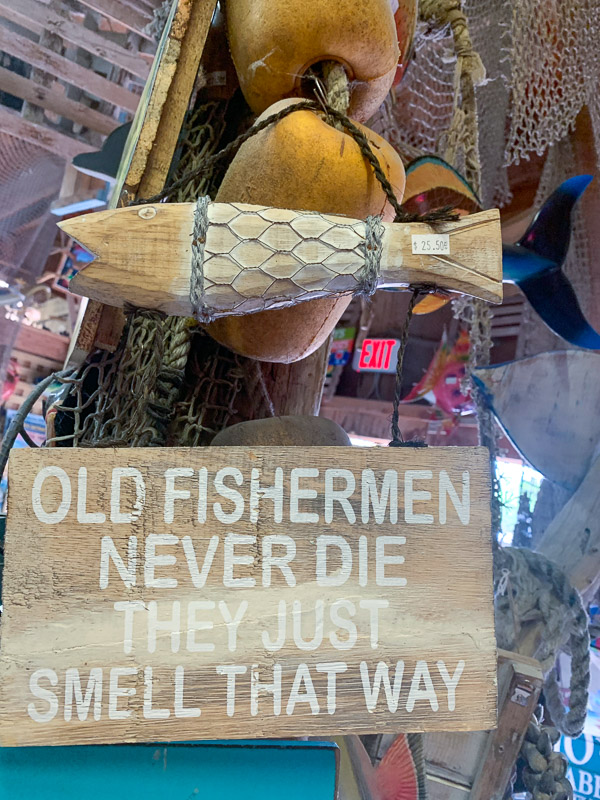 $ 25.50
EXIT
OLD FISHERMEN
NEVER DIE
THEY JUST
SMELL THAT WAY